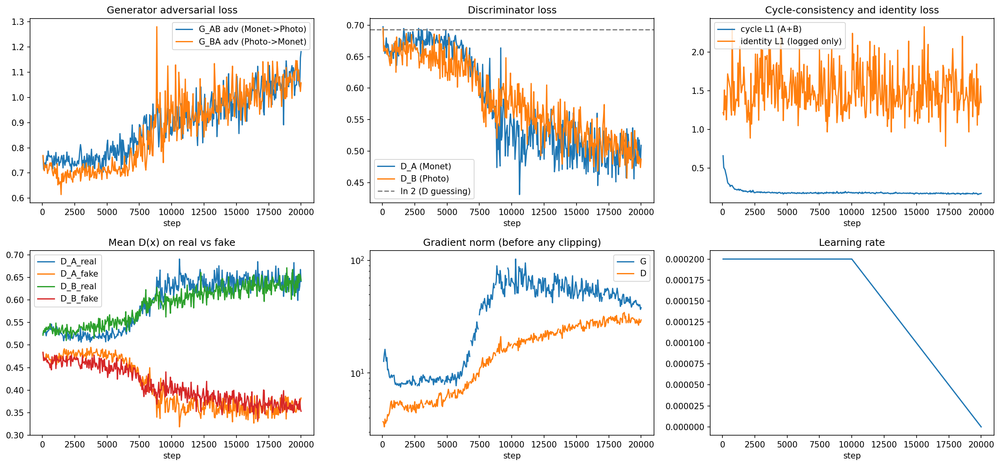 Generator adversarial loss
1.3
1.2
1.1
1.0
0.9
0.8
0.7
0.6
G_AB adv (Monet->Photo)
G_BA adv (Photo->Monet)
0 2500 5000 7500 10000 12500 15000 17500 20000
step
Discriminator loss
0.70
0.65
0.60
0.55
0.50
0.45
D_A (Monet)
D_B (Photo)
ln 2 (D guessing)
0 2500 5000 7500 10000 12500 15000 17500 20000
step
Cycle-consistency and identity loss
2.0
1.5
1.0
0.5
cycle L1 (A+B)
identity L1 (logged only)
0 2500 5000 7500 10000 12500 15000 17500 20000
step
Mean D(x) on real vs fake
0.70
0.65
0.60
0.55
0.50
0.45
0.40
0.35
0.30
D_A_real
D_A_fake
D_B_real
D_B_fake
0 2500 5000 7500 10000 12500 15000 17500 20000
step
Gradient norm (before any clipping)
10²
10¹
G
D
0 2500 5000 7500 10000 12500 15000 17500 20000
step
Learning rate
0.000200
0.000175
0.000150
0.000125
0.000100
0.000075
0.000050
0.000025
0.000000
0 2500 5000 7500 10000 12500 15000 17500 20000
step